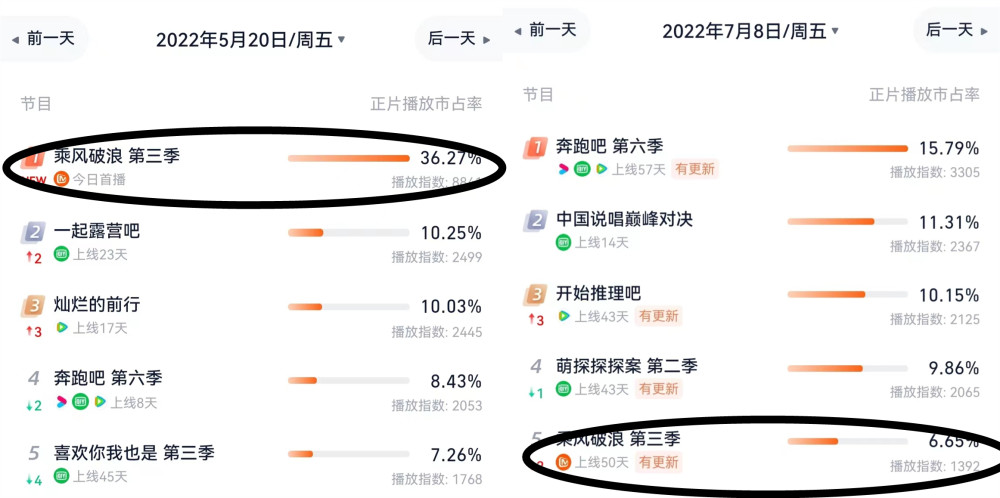 前一天
2022年5月20日/周五
后一天
节目
正片播放市占率
1
乘风破浪 第三季
36.27%
NEW
今日首播
播放指数: 8841
2
一起露营吧
10.25%
2
上线23天
播放指数: 2499
3
灿烂的前行
10.03%
3
上线17天
播放指数: 2445
4
奔跑吧 第六季
8.43%
2
上线8天
播放指数: 2053
5
喜欢你我也是 第三季
7.26%
4
上线45天
播放指数: 1768
前一天
2022年7月8日/周五
后一天
节目
正片播放市占率
1
奔跑吧 第六季
15.79%
上线57天
有更新
播放指数: 3305
2
中国说唱巅峰对决
11.31%
上线14天
播放指数: 2367
3
开始推理吧
10.15%
3
上线43天
有更新
播放指数: 2125
4
萌探探探案 第二季
9.86%
1
上线43天
有更新
播放指数: 2065
5
乘风破浪 第三季
6.65%
上线50天
有更新
播放指数: 1392